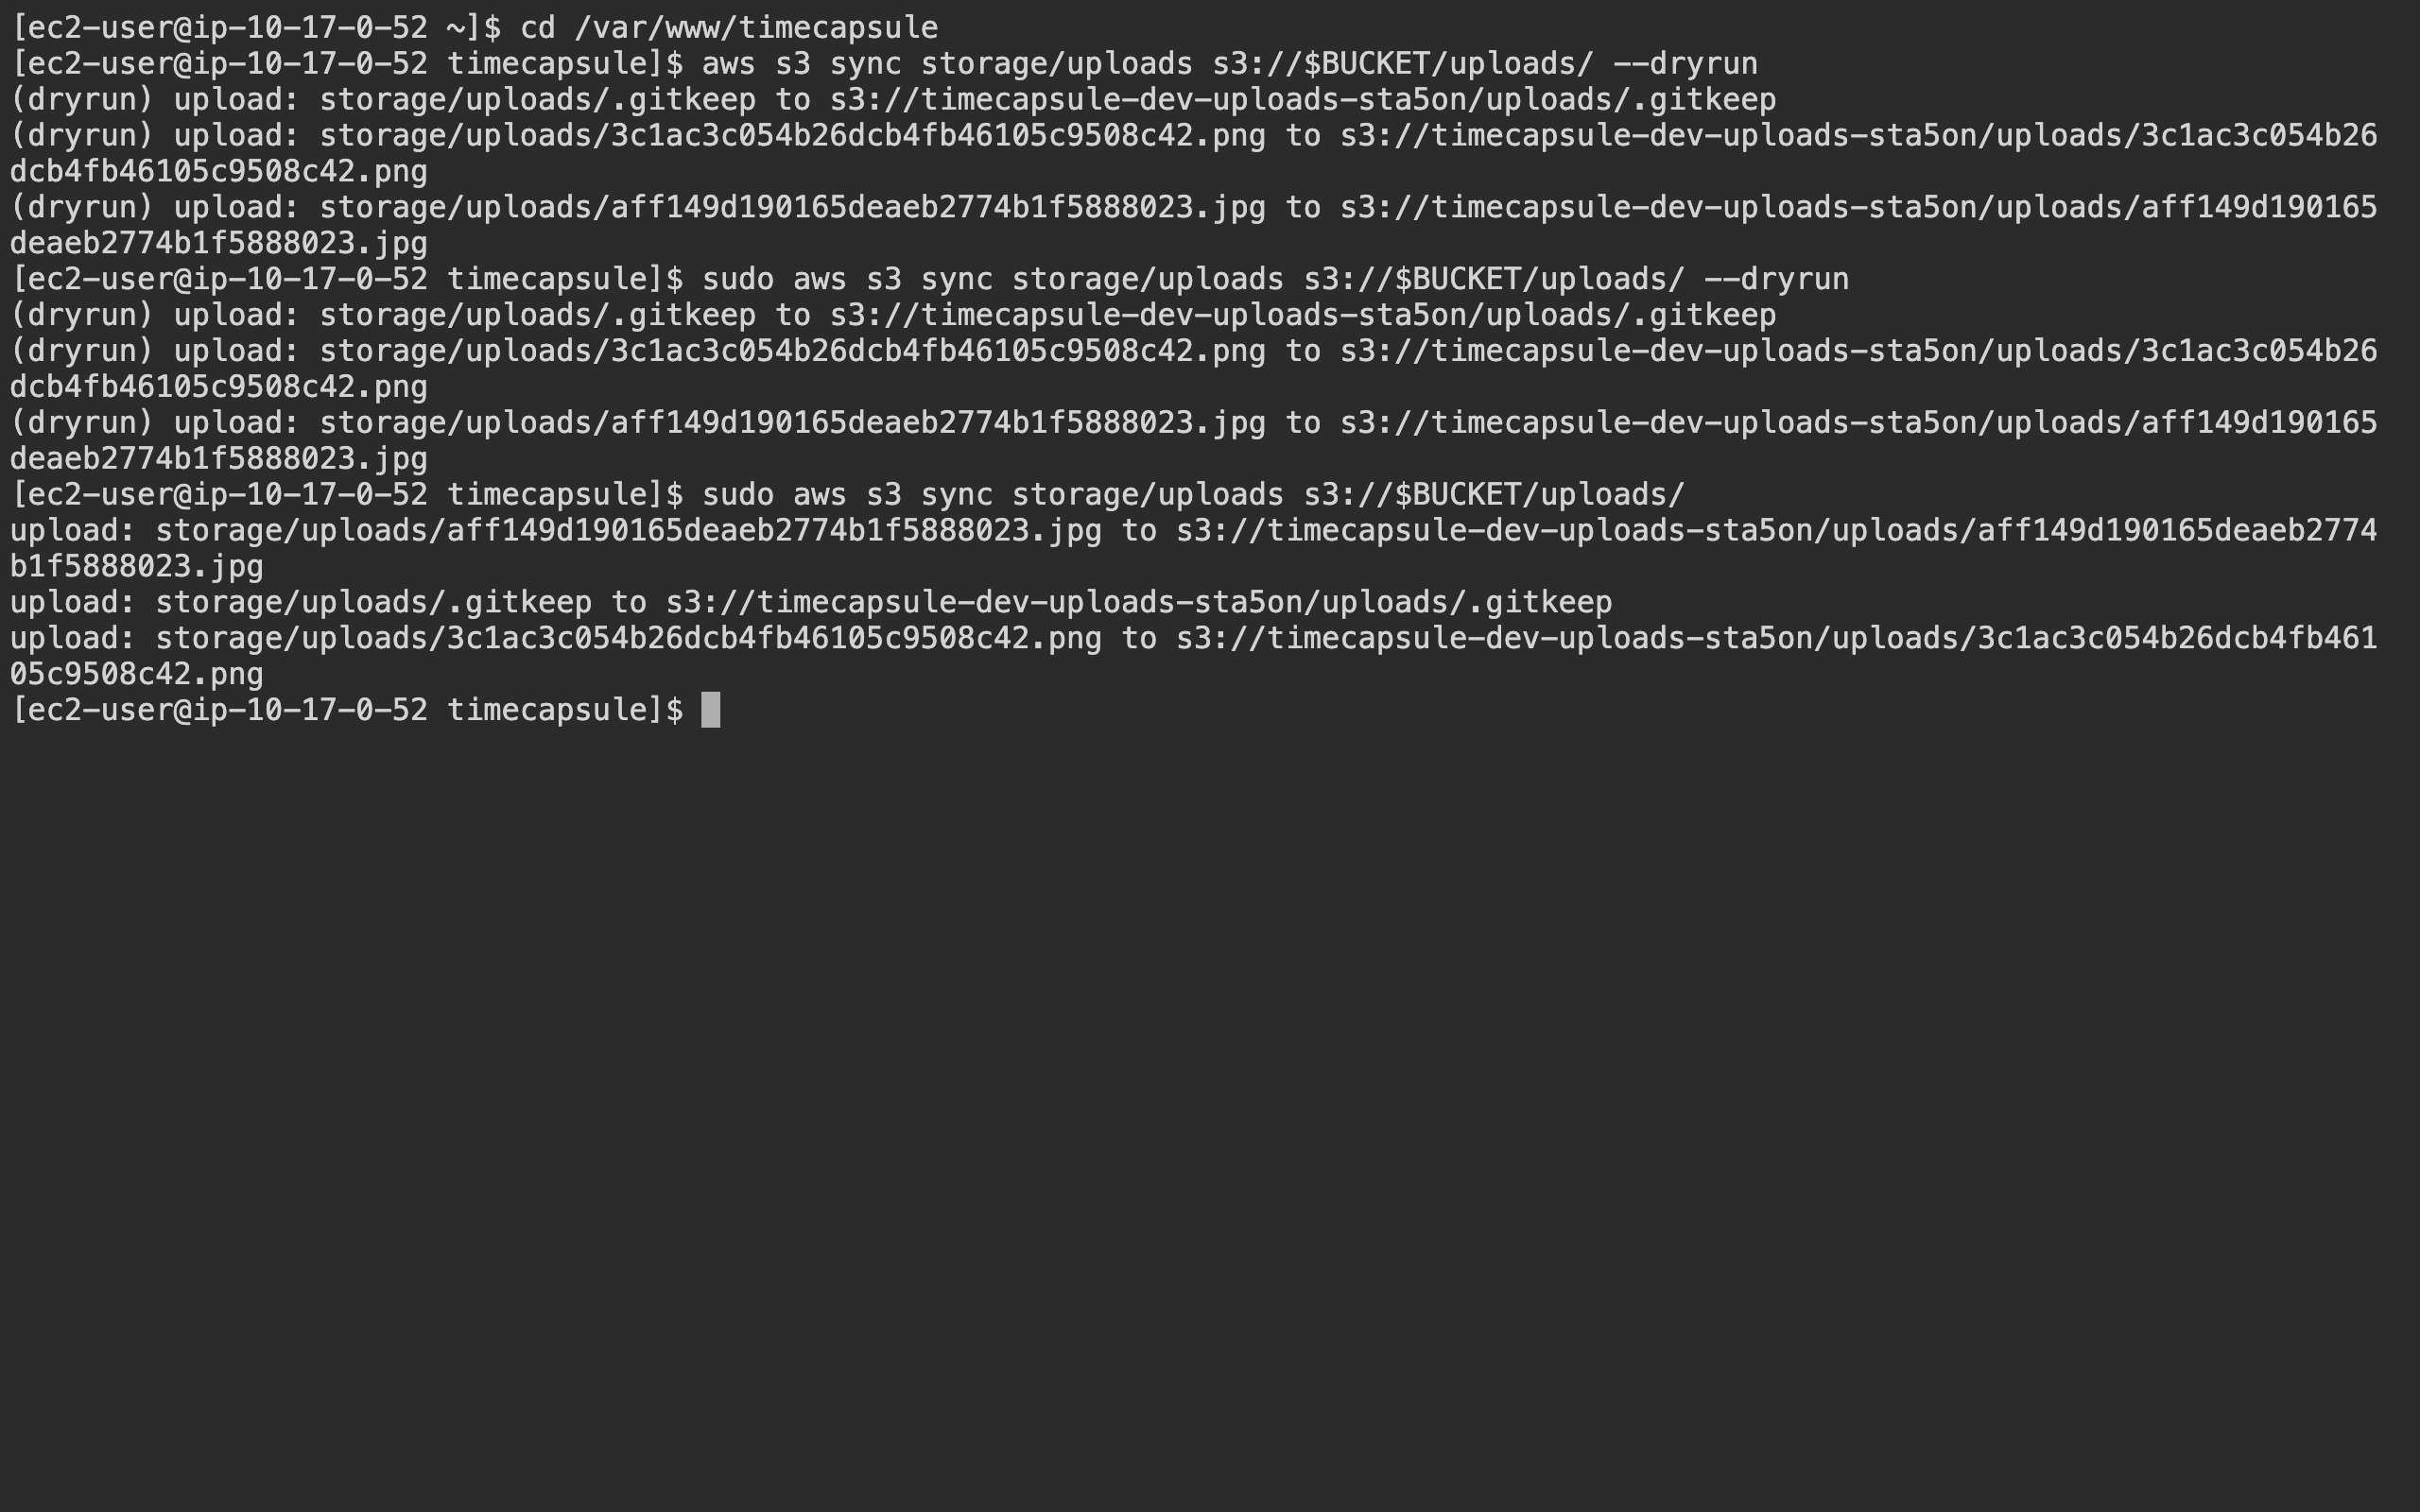 [ec2-user@ip-10-17-0-52 ~]$ cd /var/www/timecapsule
[ec2-user@ip-10-17-0-52 timecapsule]$ aws s3 sync storage/uploads s3://$BUCKET/uploads/ --dryrun
(dryrun) upload: storage/uploads/.gitkeep to s3://timecapsule-dev-uploads-sta5on/uploads/.gitkeep
(dryrun) upload: storage/uploads/3c1ac3c054b26dcb4fb46105c9508c42.png to s3://timecapsule-dev-uploads-sta5on/uploads/3c1ac3c054b26
dcb4fb46105c9508c42.png
(dryrun) upload: storage/uploads/aff149d190165deaeb2774b1f5888023.jpg to s3://timecapsule-dev-uploads-sta5on/uploads/aff149d190165
deaeb2774b1f5888023.jpg
[ec2-user@ip-10-17-0-52 timecapsule]$ sudo aws s3 sync storage/uploads s3://$BUCKET/uploads/ --dryrun
(dryrun) upload: storage/uploads/.gitkeep to s3://timecapsule-dev-uploads-sta5on/uploads/.gitkeep
(dryrun) upload: storage/uploads/3c1ac3c054b26dcb4fb46105c9508c42.png to s3://timecapsule-dev-uploads-sta5on/uploads/3c1ac3c054b26
dcb4fb46105c9508c42.png
(dryrun) upload: storage/uploads/aff149d190165deaeb2774b1f5888023.jpg to s3://timecapsule-dev-uploads-sta5on/uploads/aff149d190165
deaeb2774b1f5888023.jpg
[ec2-user@ip-10-17-0-52 timecapsule]$ sudo aws s3 sync storage/uploads s3://$BUCKET/uploads/
upload: storage/uploads/aff149d190165deaeb2774b1f5888023.jpg to s3://timecapsule-dev-uploads-sta5on/uploads/aff149d190165deaeb2774
b1f5888023.jpg
upload: storage/uploads/.gitkeep to s3://timecapsule-dev-uploads-sta5on/uploads/.gitkeep
upload: storage/uploads/3c1ac3c054b26dcb4fb46105c9508c42.png to s3://timecapsule-dev-uploads-sta5on/uploads/3c1ac3c054b26dcb4fb461
05c9508c42.png
[ec2-user@ip-10-17-0-52 timecapsule]$